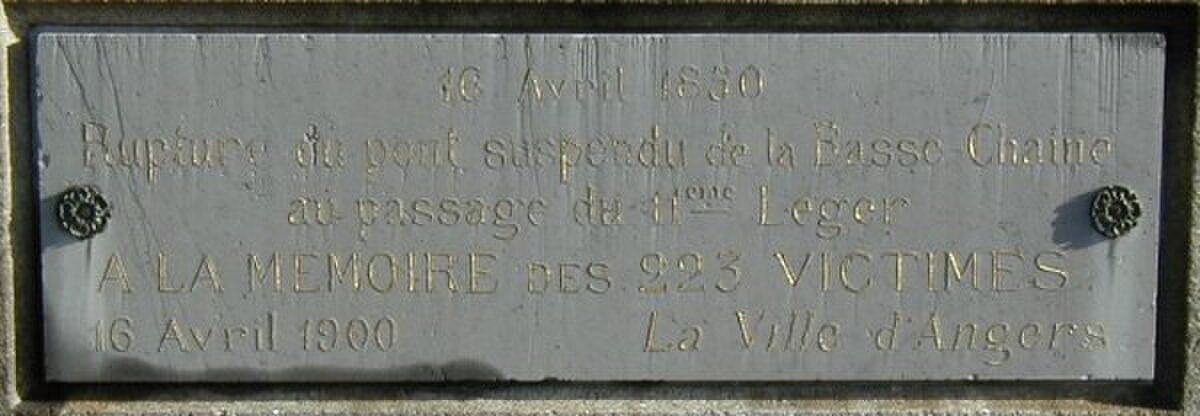 16 Avril 1850
Rupture du pont suspendu de la Basse Chaine
au passage du 11eme Leger
A LA MEMOIRE DES 223 VICTIMES
16 Avril 1900 La Ville d'Angers